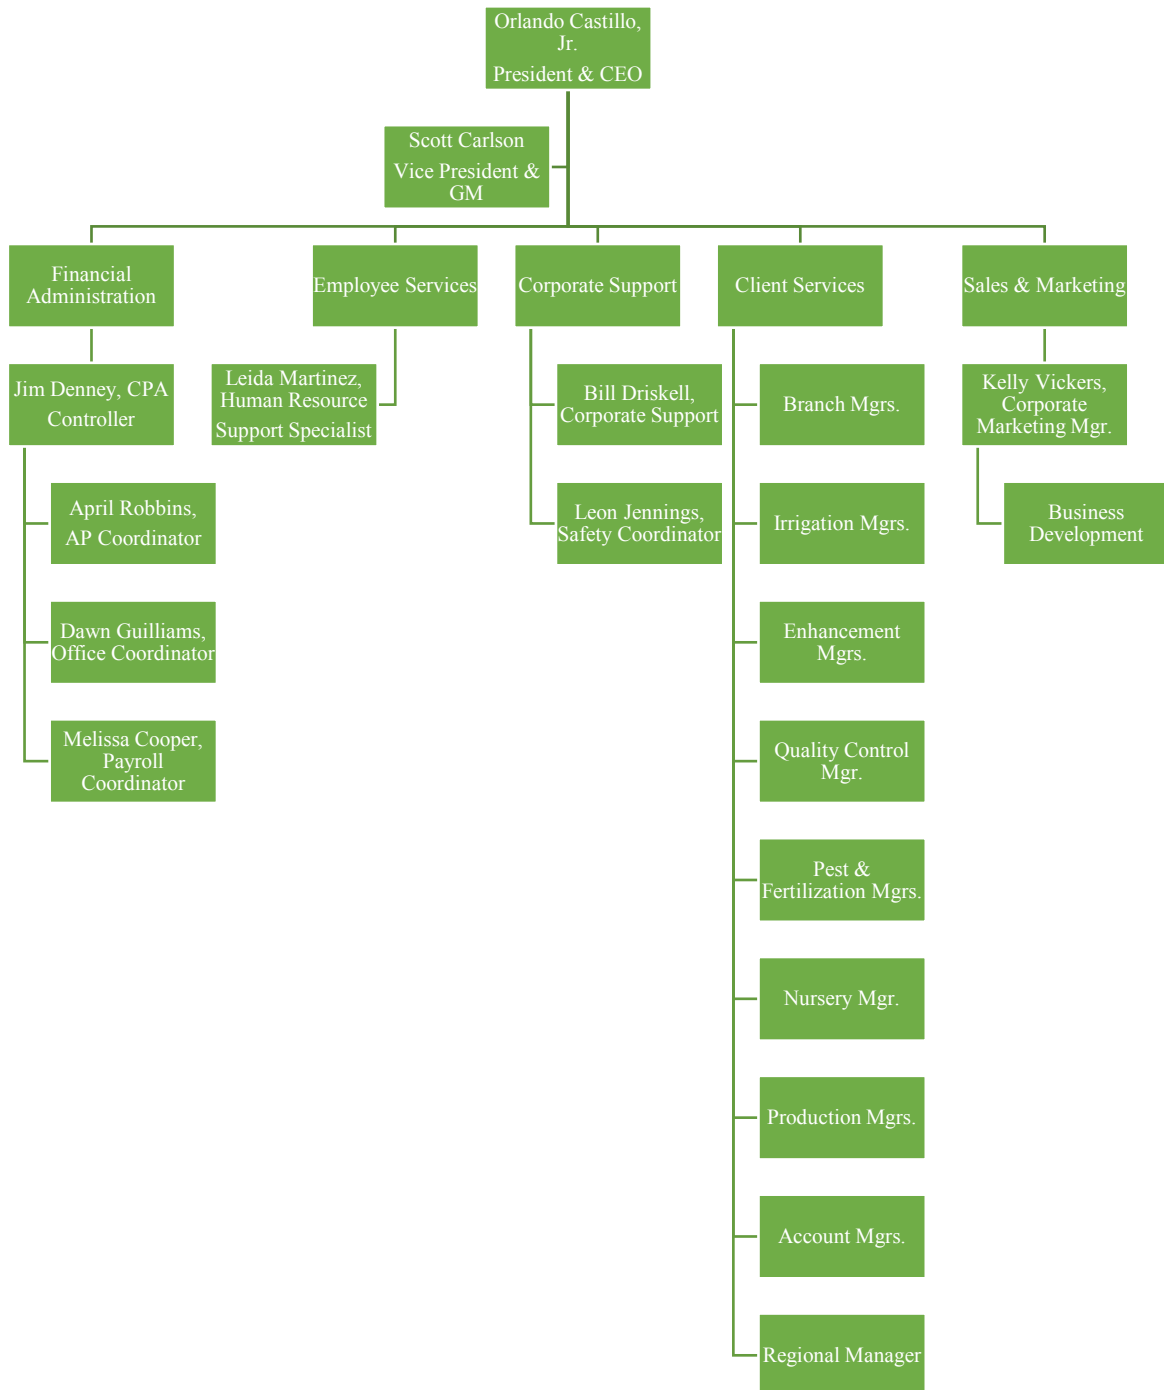 Orlando Castillo,
Jr.
President & CEO
Scott Carlson
Vice President &
GM
Financial
Administration
Employee Services
Corporate Support
Client Services
Sales & Marketing
Jim Denney, CPA
Controller
Leida Martinez,
Human Resource
Support Specialist
Bill Driskell,
Corporate Support
Branch Mgrs.
Kelly Vickers,
Corporate
Marketing Mgr.
April Robbins,
AP Coordinator
Leon Jennings,
Safety Coordinator
Irrigation Mgrs.
Business
Development
Dawn Guilliams,
Office Coordinator
Enhancement
Mgrs.
Melissa Cooper,
Payroll
Coordinator
Quality Control
Mgr.
Pest &
Fertilization Mgrs.
Nursery Mgr.
Production Mgrs.
Account Mgrs.
Regional Manager